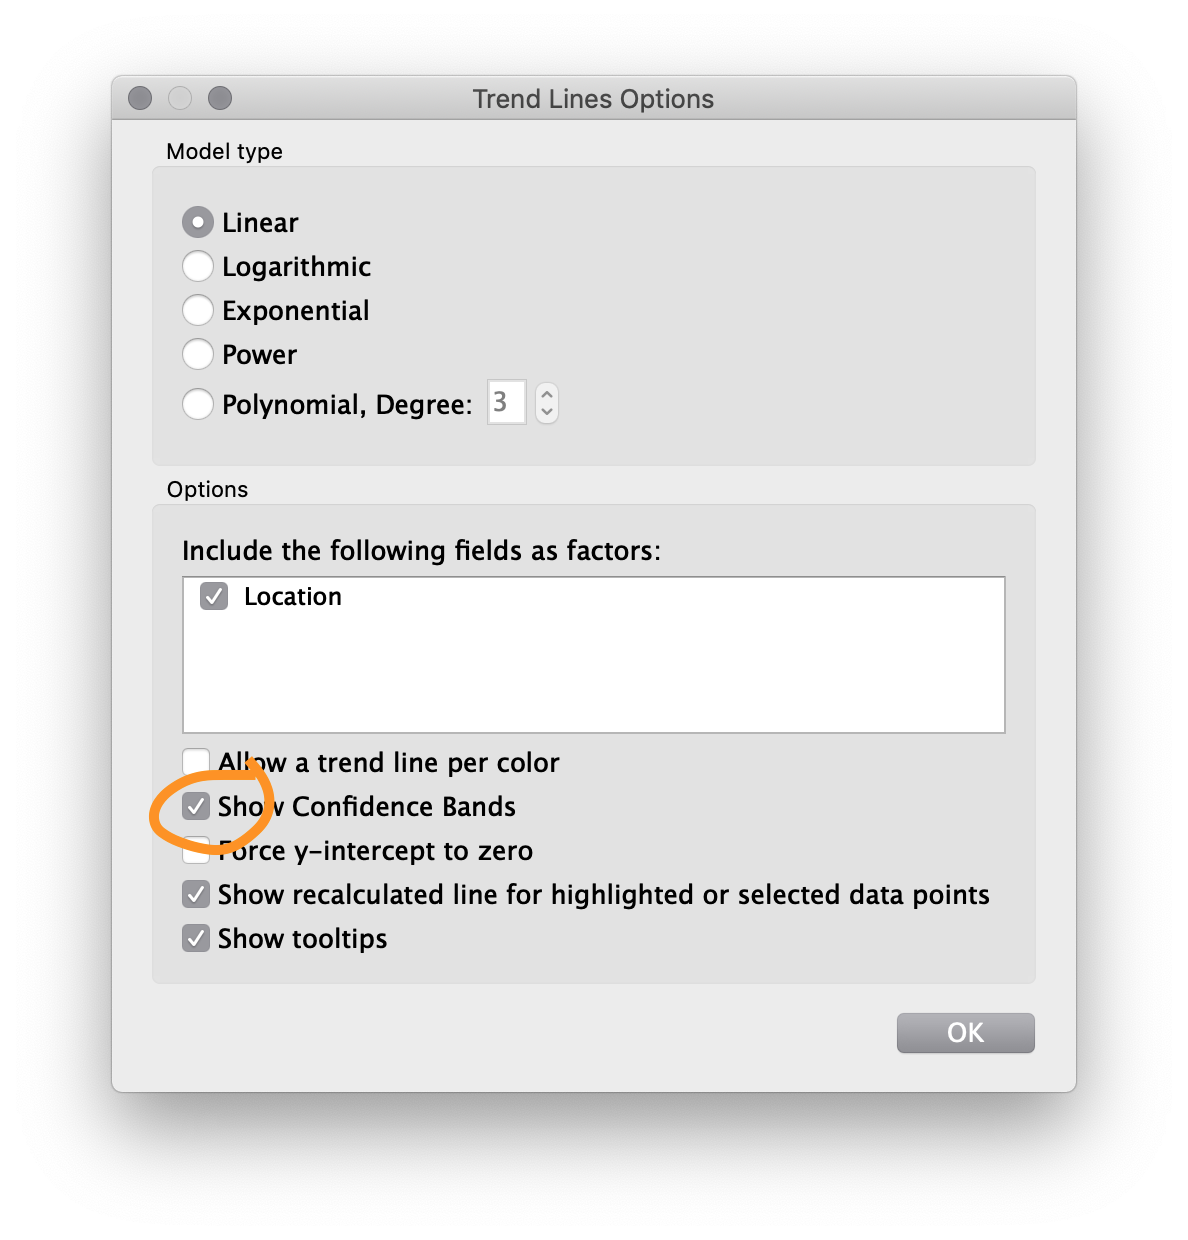 Trend Lines Options
Model type
Linear
Logarithmic
Exponential
Power
Polynomial, Degree: 3
Options
Include the following fields as factors:
Location
Allow a trend line per color
Show Confidence Bands
Force y-intercept to zero
Show recalculated line for highlighted or selected data points
Show tooltips
OK